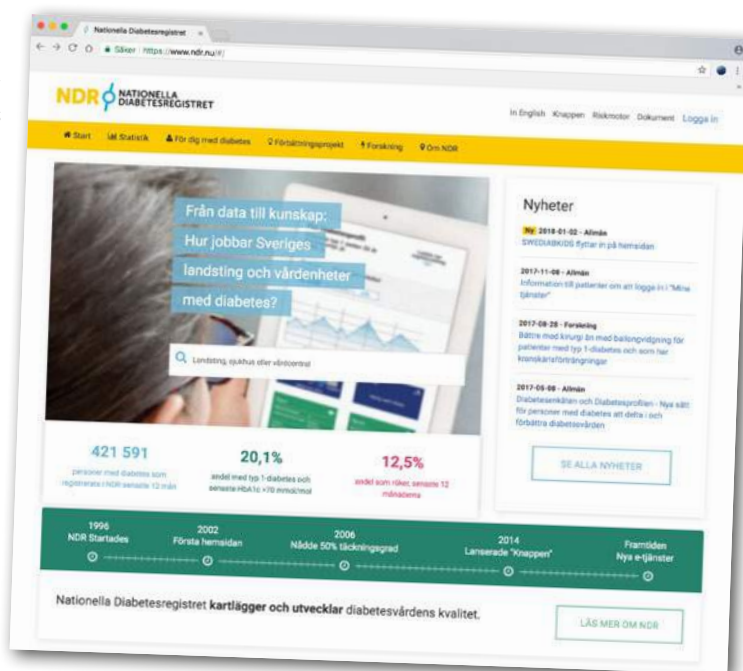 Nationella Diabetesregistret
Säker https://www.ndr.nu/#/
NDR NATIONELLA
DIABETESREGISTRET
In English Knappen Riskmotor Dokument Logga in
Start Statistik För dig med diabetes Förbättringsprojekt Forskning Om NDR
Från data till kunskap:
Hur jobbar Sveriges
landsting och vårdenheter
med diabetes?
Landsting, sjukhus eller vårdcentral
421 591
personer med diabetes som
registrerats i NDR senaste 12 mån
20,1%
andel med typ 1-diabetes och
senaste HbA1c >70 mmol/mol
12,5%
andel som röker, senaste 12
månaderna
Nyheter
Ny 2018-01-02 - Allmän
SWEDIABKIDS flyttar in på hemsidan
2017-11-08 - Allmän
Information till patienter om att logga in i "Mina
tjänster"
2017-08-28 - Forskning
Bättre med kirurgi än med ballongvidgning för
patienter med typ 1-diabetes och som har
kranskärlsförträngningar
2017-05-08 - Allmän
Diabetesenkäten och Diabetesprofilen - Nya sätt
för personer med diabetes att delta i och
förbättra diabetesvården
SE ALLA NYHETER
1996
NDR Startades
2002
Första hemsidan
2006
Nådde 50% täckningsgrad
2014
Lanserade "Knappen"
Framtiden
Nya e-tjänster
Nationella Diabetesregistret kartlägger och utvecklar diabetesvårdens kvalitet.
LÄS MER OM NDR